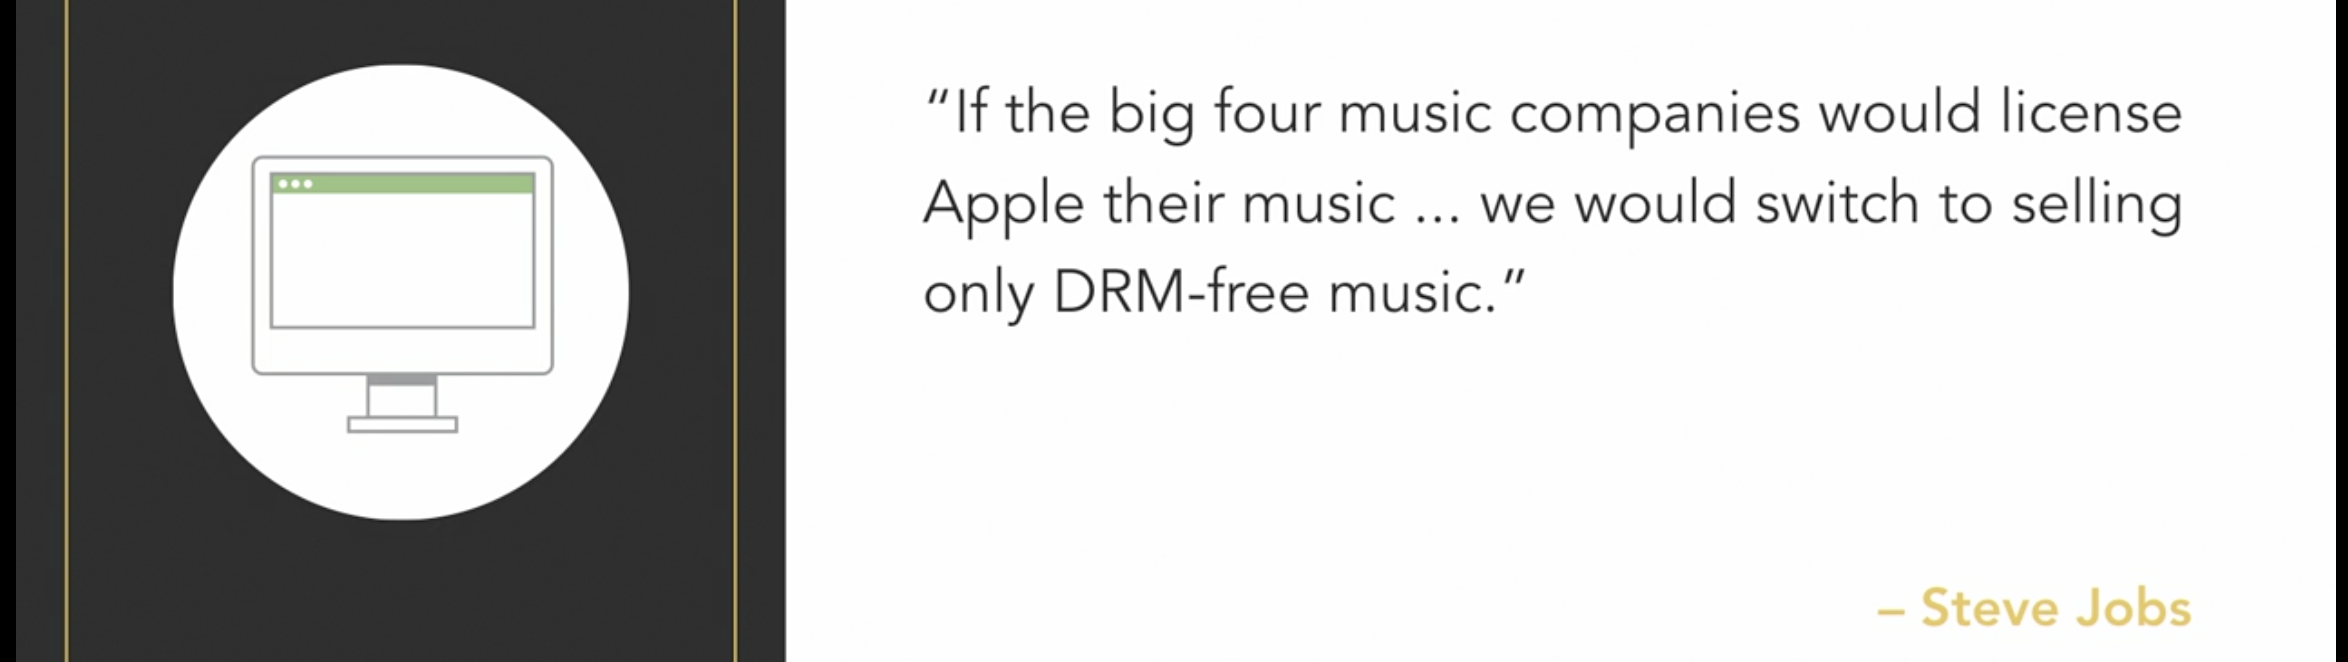 “If the big four music companies would license
Apple their music ... we would switch to selling
only DRM-free music.”
– Steve Jobs